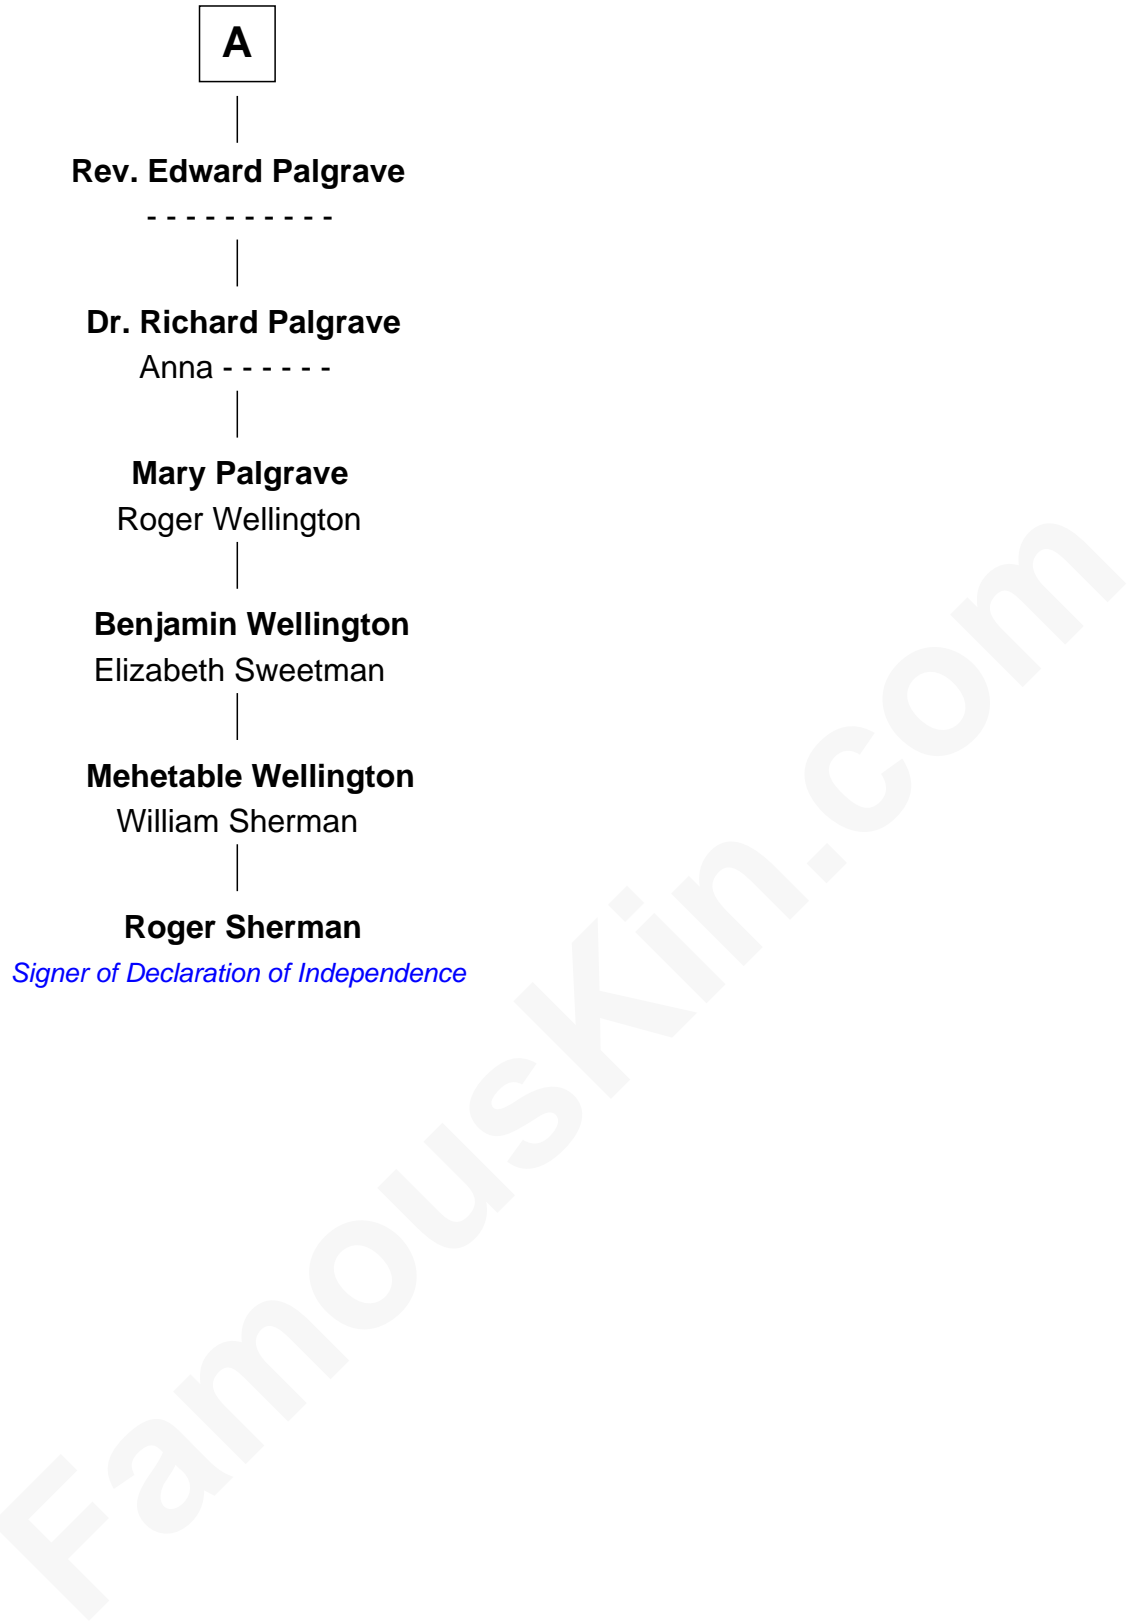 A
Rev. Edward Palgrave
- - - - - - - - - -
Dr. Richard Palgrave
Anna - - - - - -
Mary Palgrave
Roger Wellington
Benjamin Wellington
Elizabeth Sweetman
Mehetable Wellington
William Sherman
Roger Sherman
Signer of Declaration of Independence
FamousKin.com